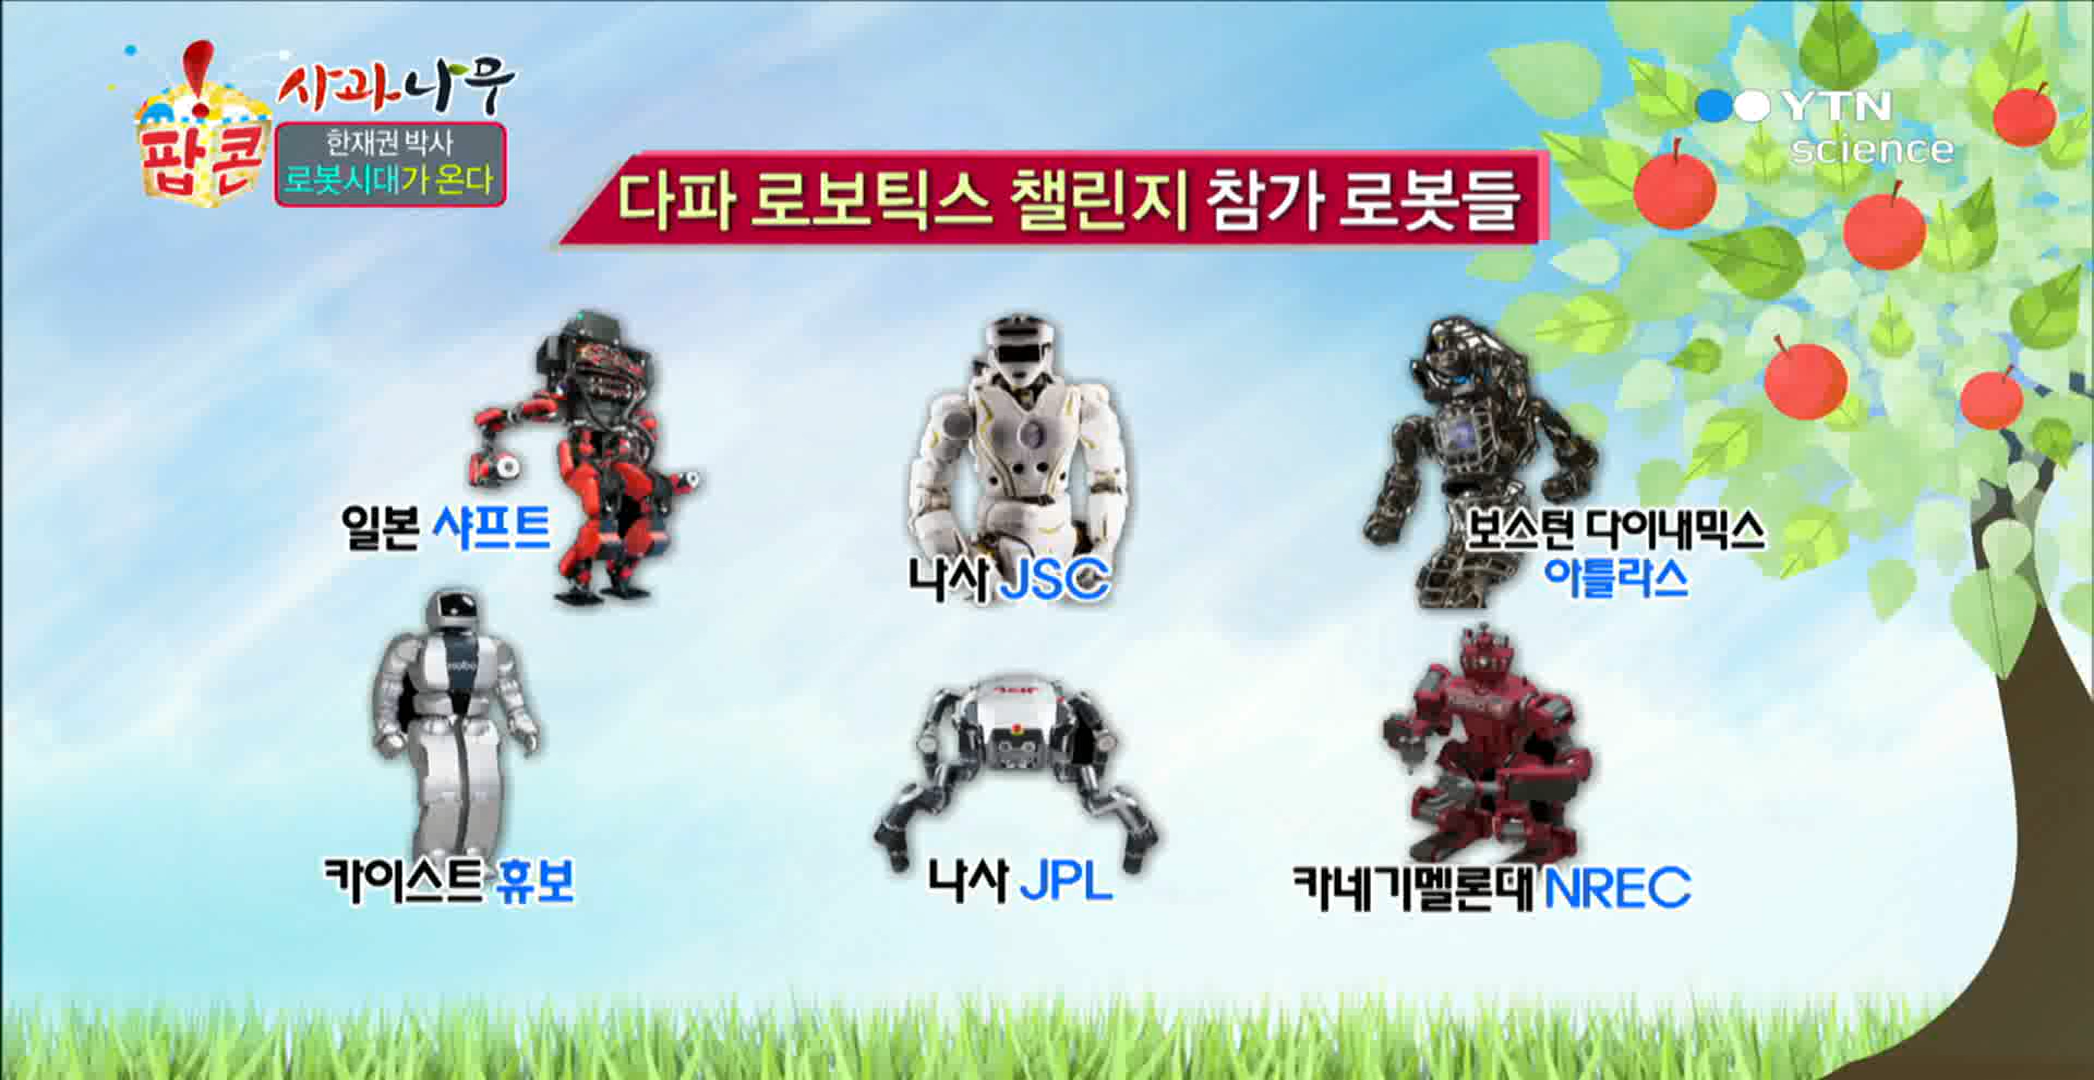 사과나무
팝콘
한재권 박사
로봇시대가 온다
YTN
science
다파 로보틱스 챌린지 참가 로봇들
일본 샤프트
나사 JSC
보스턴 다이내믹스
아틀라스
카이스트 휴보
나사 JPL
카네기멜론대 NREC